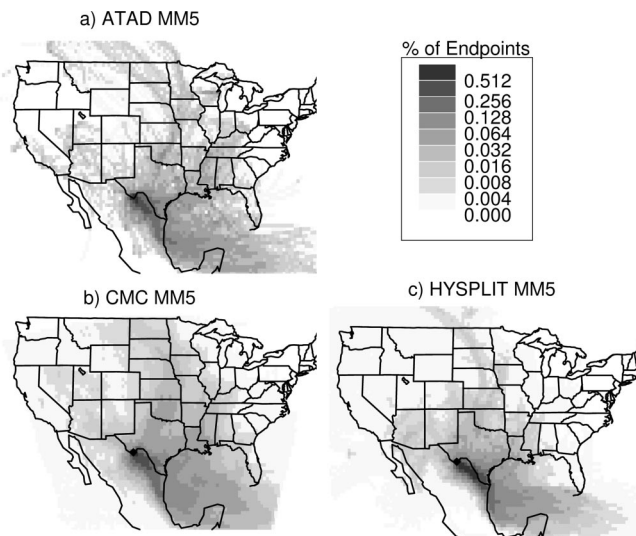 a) ATAD MM5
% of Endpoints
0.512
0.256
0.128
0.064
0.032
0.016
0.008
0.004
0.000
b) CMC MM5
c) HYSPLIT MM5